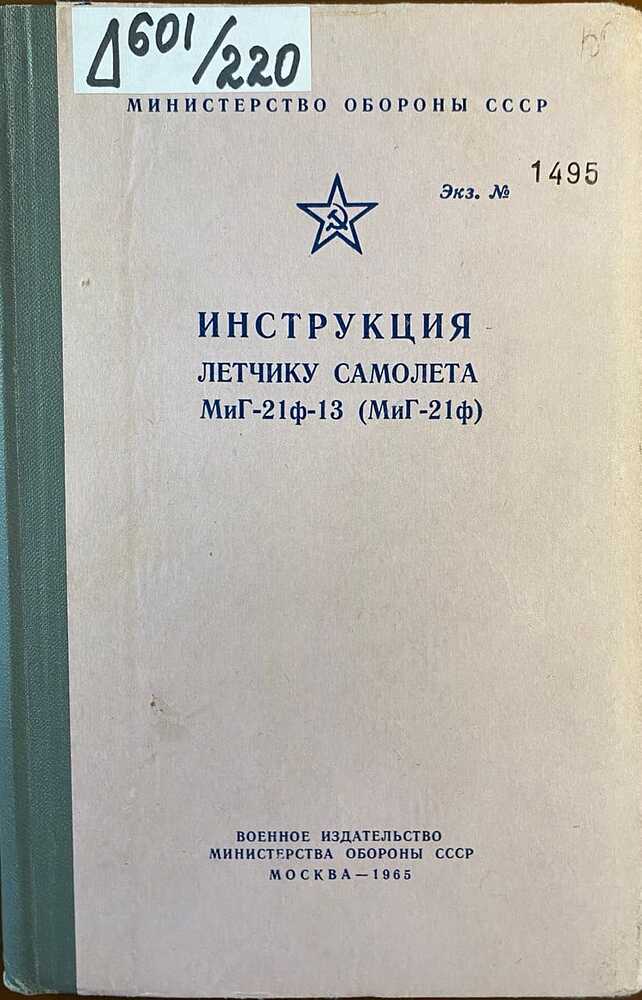 Д601/220
МИНИСТЕРСТВО ОБОРОНЫ СССР
Экз. № 1495
ИНСТРУКЦИЯ
ЛЕТЧИКУ САМОЛЕТА
МиГ-21ф-13 (МиГ-21ф)
ВОЕННОЕ ИЗДАТЕЛЬСТВО
МИНИСТЕРСТВА ОБОРОНЫ СССР
МОСКВА — 1965